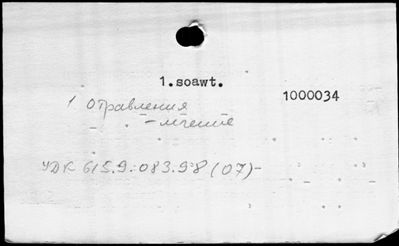 1.soawt.
1000034
1 Отравления
" - лечение
УДК 615.9:083.98(07)-